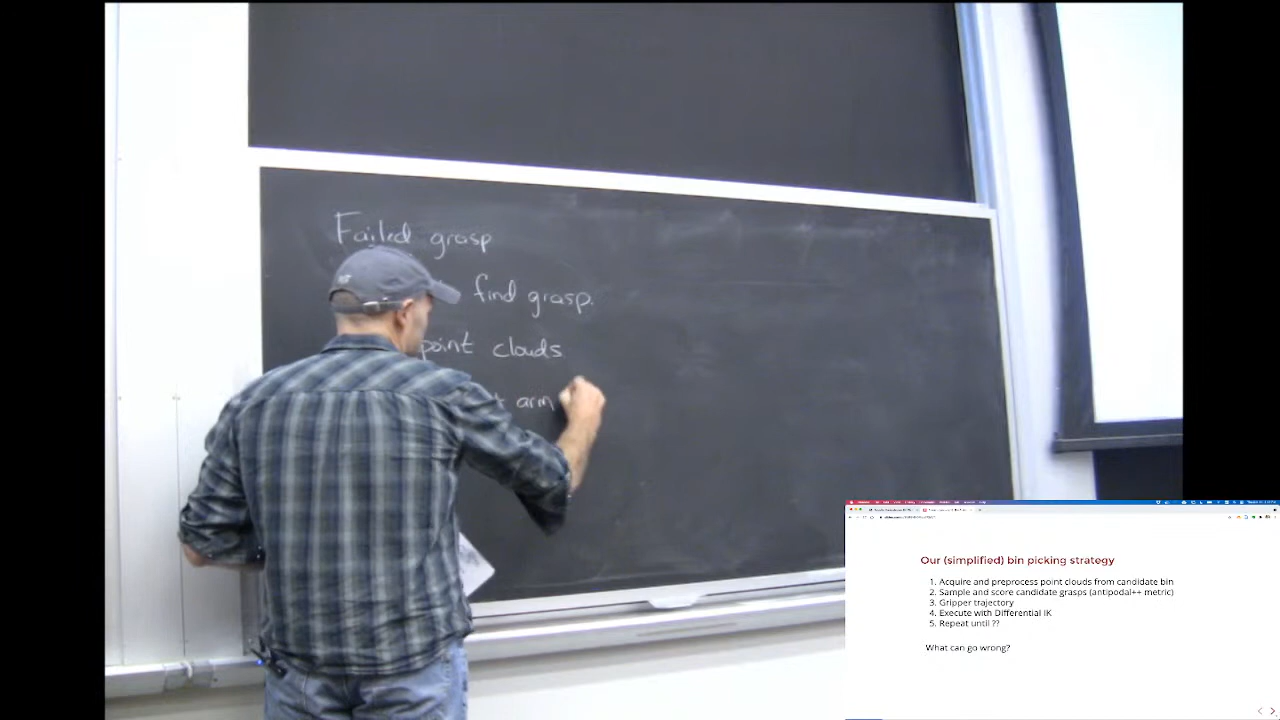 Failed grasp
find grasp.
point clouds
arm
Our (simplified) bin picking strategy
1. Acquire and preprocess point clouds from candidate bin
2. Sample and score candidate grasps (antipodal++ metric)
3. Gripper trajectory
4. Execute with Differential IK
5. Repeat until ??
What can go wrong?